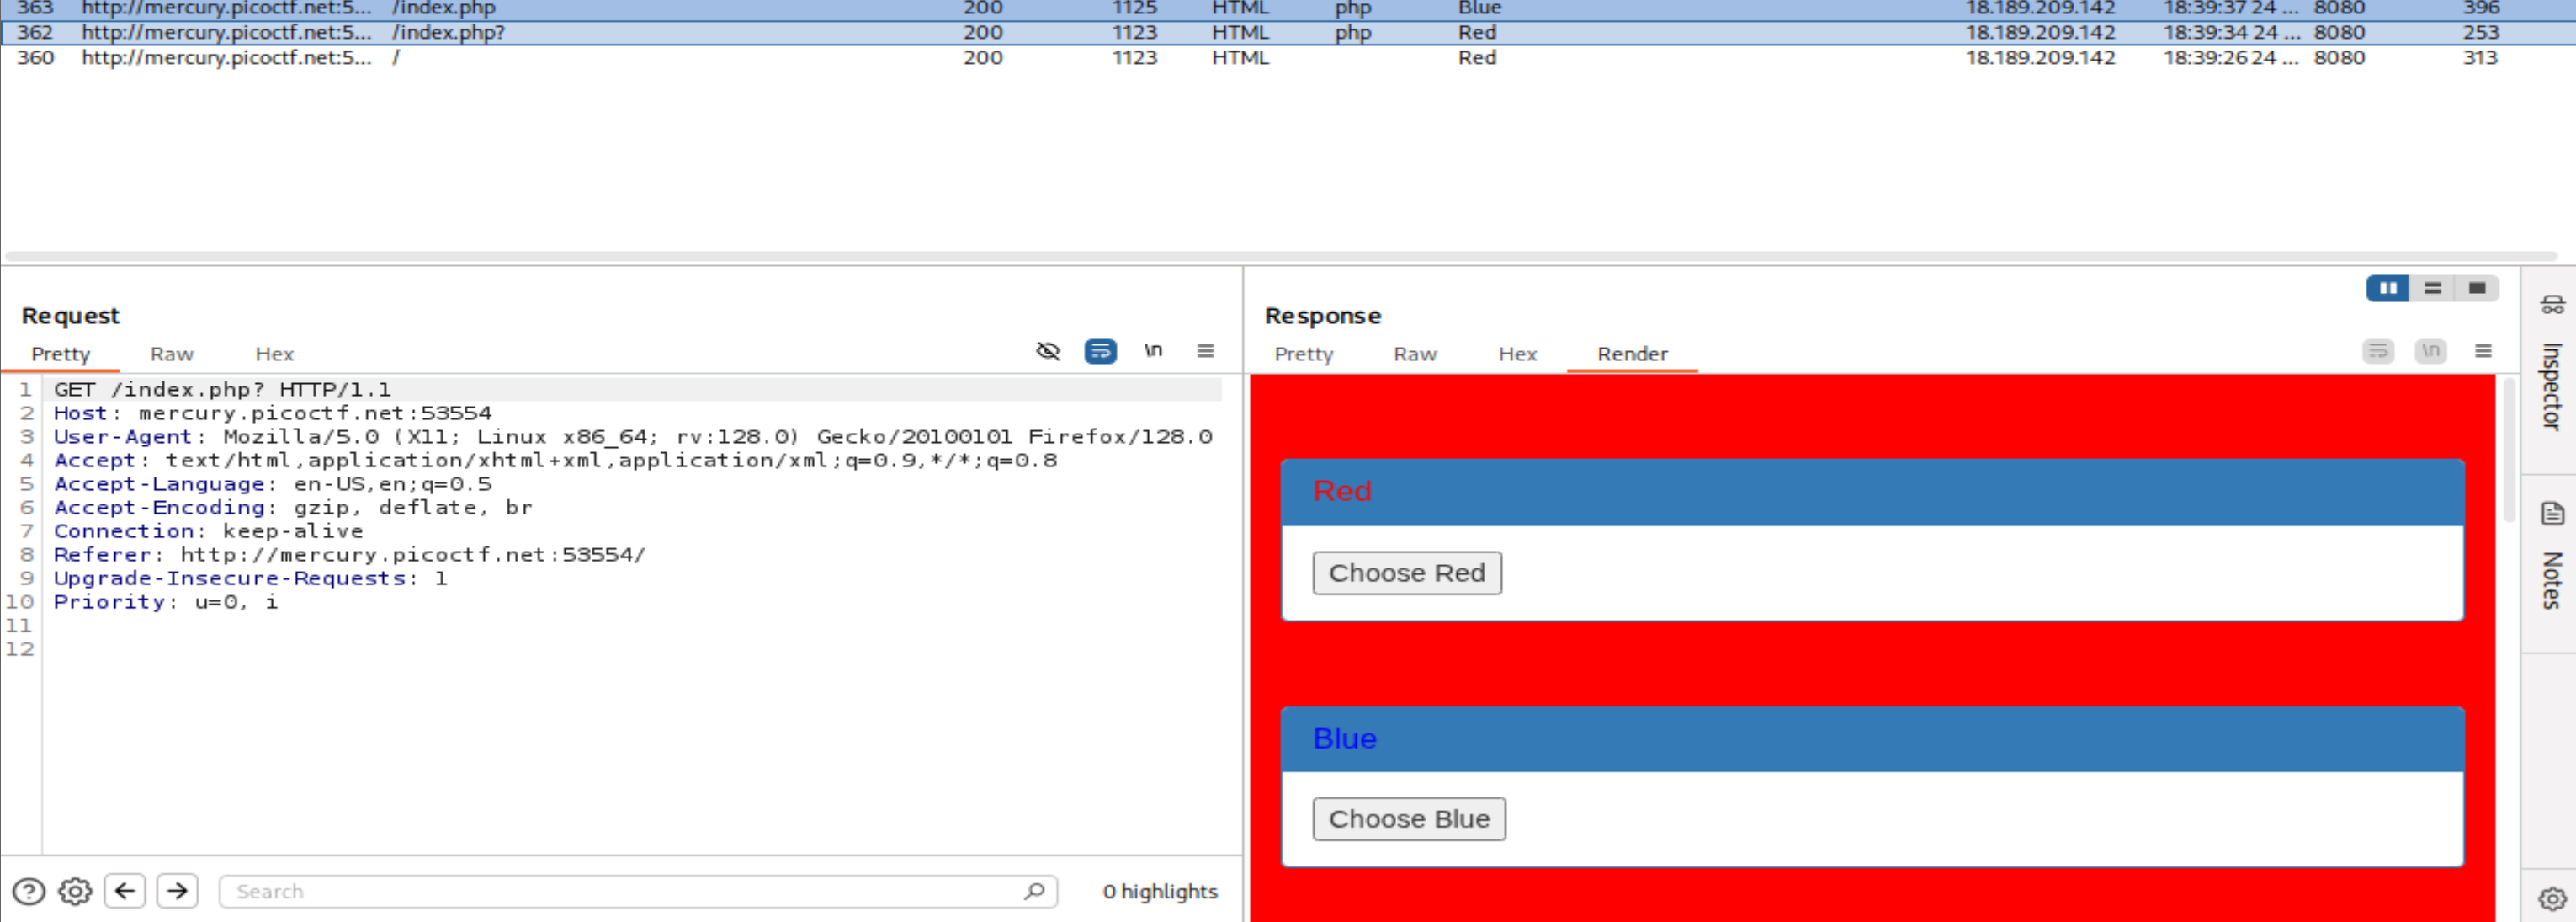 363 http://mercury.picoctf.net:5... /index.php 200 1125 HTML php Blue 18.189.209.142 18:39:37 24 ... 8080 396
362 http://mercury.picoctf.net:5... /index.php? 200 1123 HTML php Red 18.189.209.142 18:39:34 24 ... 8080 253
360 http://mercury.picoctf.net:5... / 200 1123 HTML Red 18.189.209.142 18:39:26 24 ... 8080 313
Request
Pretty Raw Hex \n
1 GET /index.php? HTTP/1.1
2 Host: mercury.picoctf.net:53554
3 User-Agent: Mozilla/5.0 (X11; Linux x86_64; rv:128.0) Gecko/20100101 Firefox/128.0
4 Accept: text/html,application/xhtml+xml,application/xml;q=0.9,*/*;q=0.8
5 Accept-Language: en-US,en;q=0.5
6 Accept-Encoding: gzip, deflate, br
7 Connection: keep-alive
8 Referer: http://mercury.picoctf.net:53554/
9 Upgrade-Insecure-Requests: 1
10 Priority: u=0, i
11
12
Search 0 highlights
Response
Pretty Raw Hex Render \n
Red
Choose Red
Blue
Choose Blue
Inspector
Notes